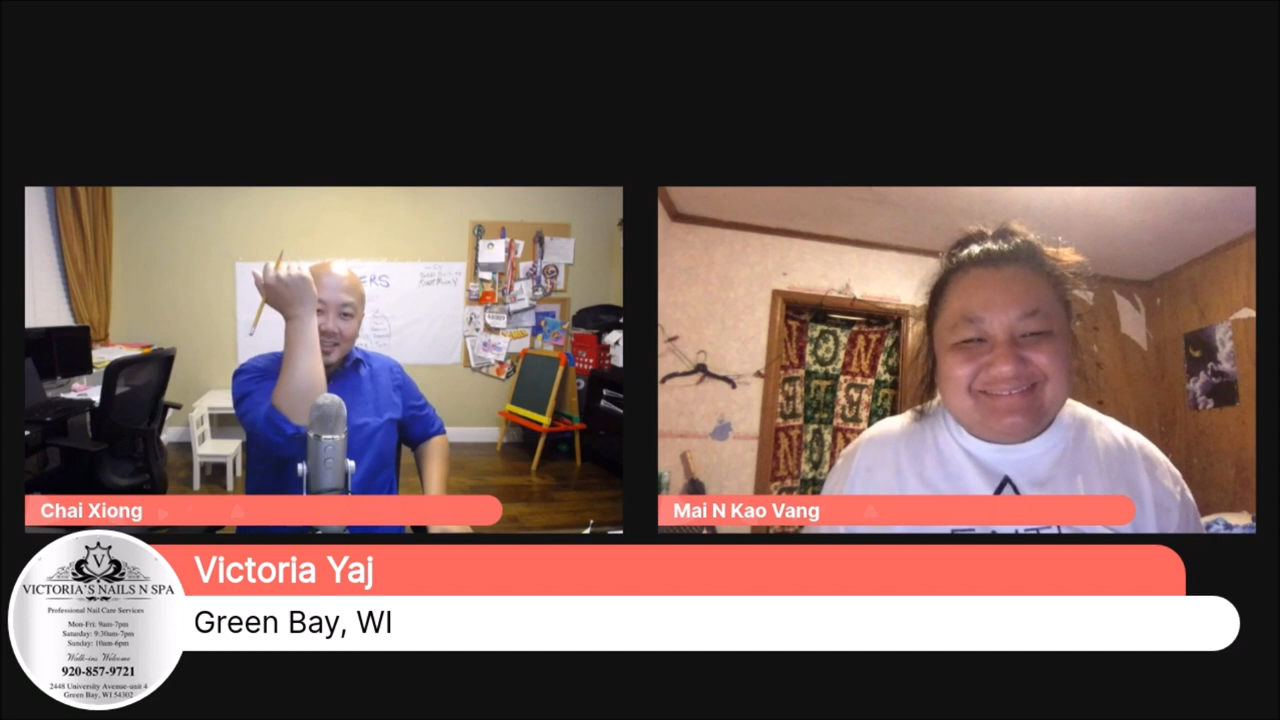 ERS
Chai Xiong
Mai N Kao Vang
Victoria Yaj
Green Bay, WI
V
VICTORIA'S NAILS N SPA
Professional Nail Care Services
Mon-Fri: 9am-7pm
Saturday: 9:30am-7pm
Sunday: 10am-6pm
Walk-ins Welcome
920-857-9721
2448 University Avenue-unit 4
Green Bay, WI 54302